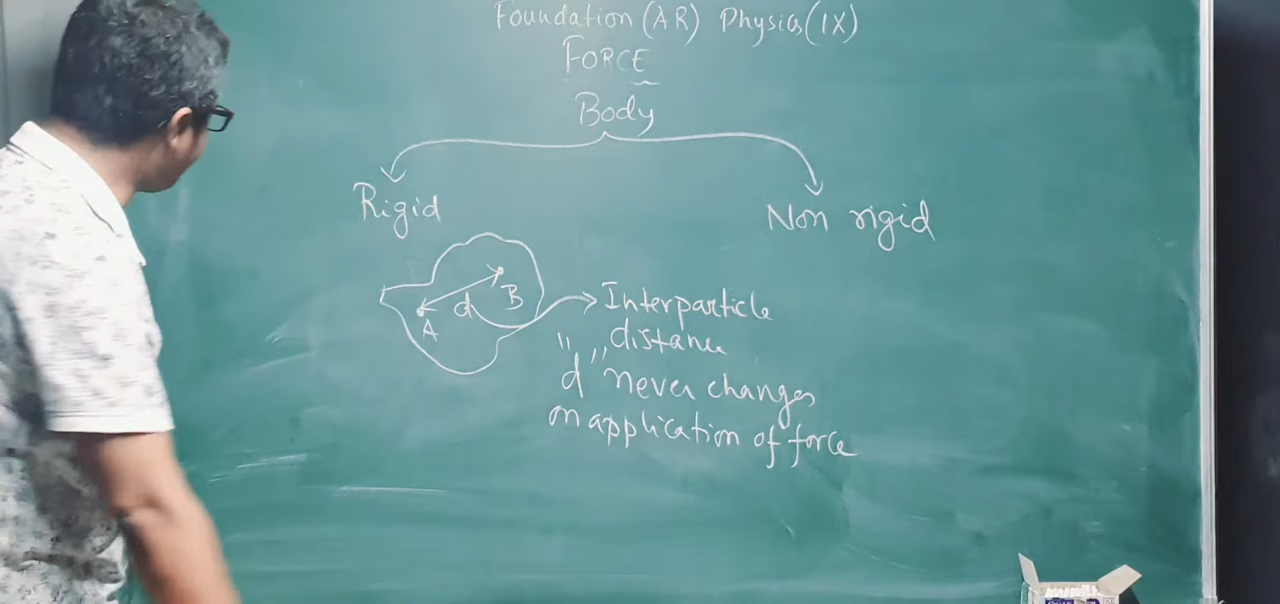 Foundation (AR) Physics (IX)
FORCE
Body
Rigid
Non rigid
A
d
B
Interparticle
distance
"d" never changes
on application of force